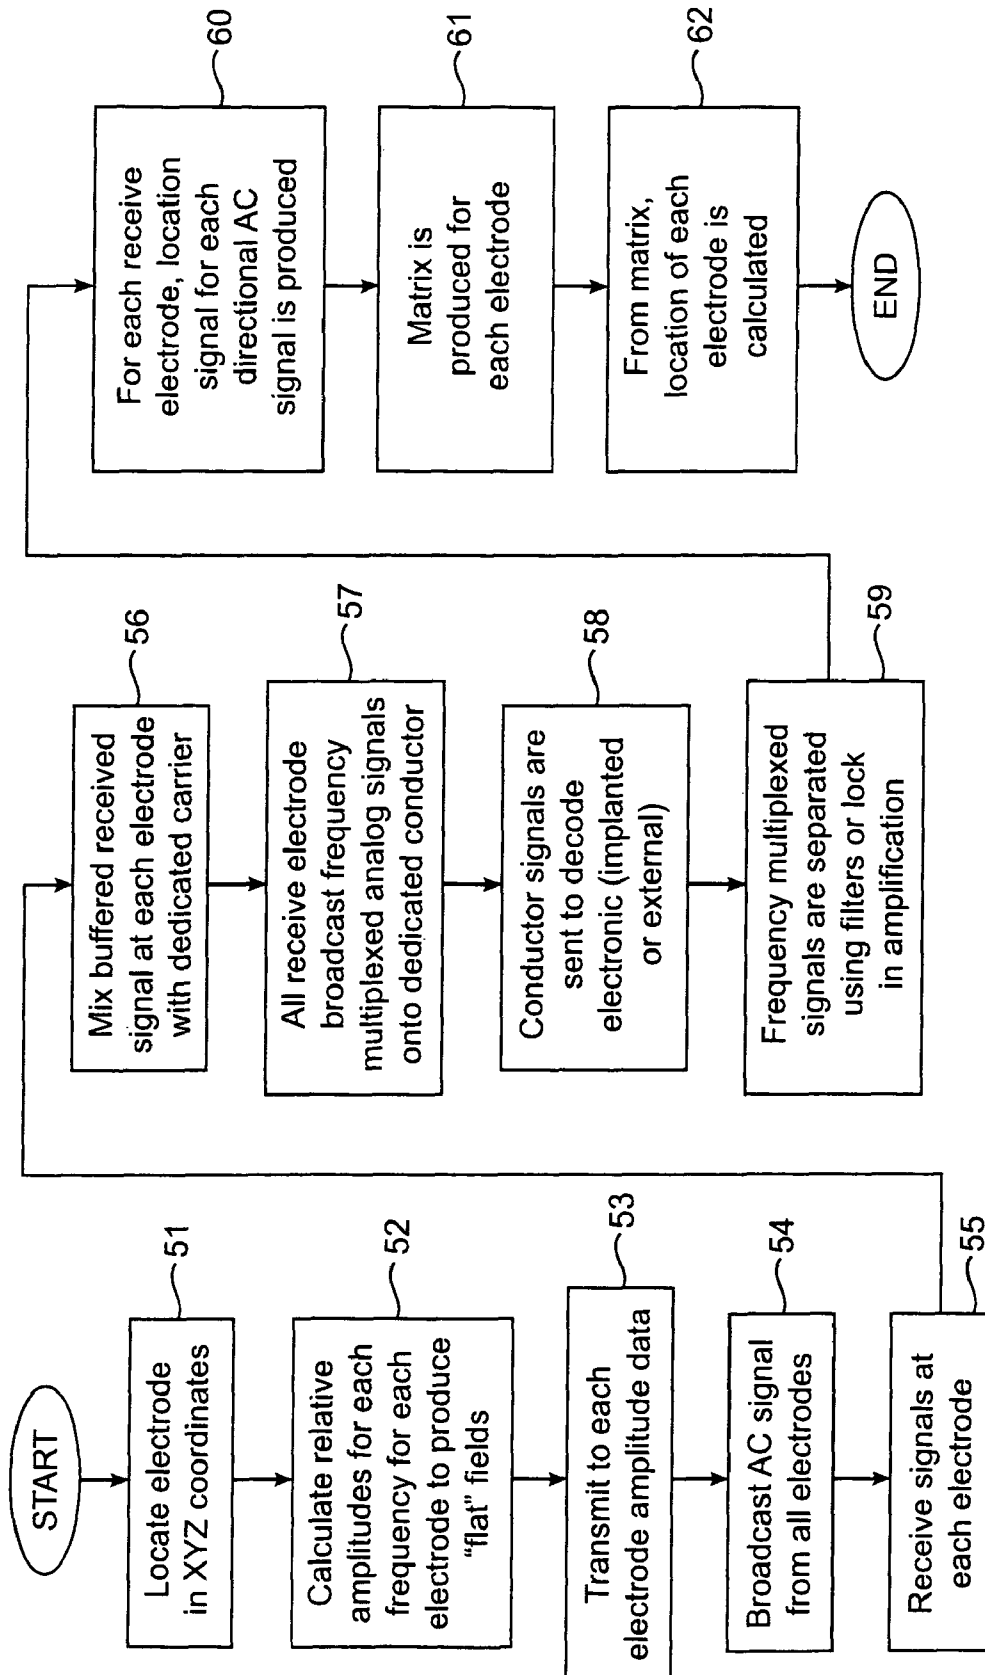 START
Locate electrode
in XYZ coordinates
51
Calculate relative
amplitudes for each
frequency for each
electrode to produce
“flat” fields
52
Transmit to each
electrode amplitude data
53
Broadcast AC signal
from all electrodes
54
Receive signals at
each electrode
55
Mix buffered received
signal at each electrode
with dedicated carrier
56
All receive electrode
broadcast frequency
multiplexed analog signals
onto dedicated conductor
57
Conductor signals are
sent to decode
electronic (implanted
or external)
58
Frequency multiplexed
signals are separated
using filters or lock
in amplification
59
For each receive
electrode, location
signal for each
directional AC
signal is produced
60
Matrix is
produced for
each electrode
61
From matrix,
location of each
electrode is
calculated
62
END